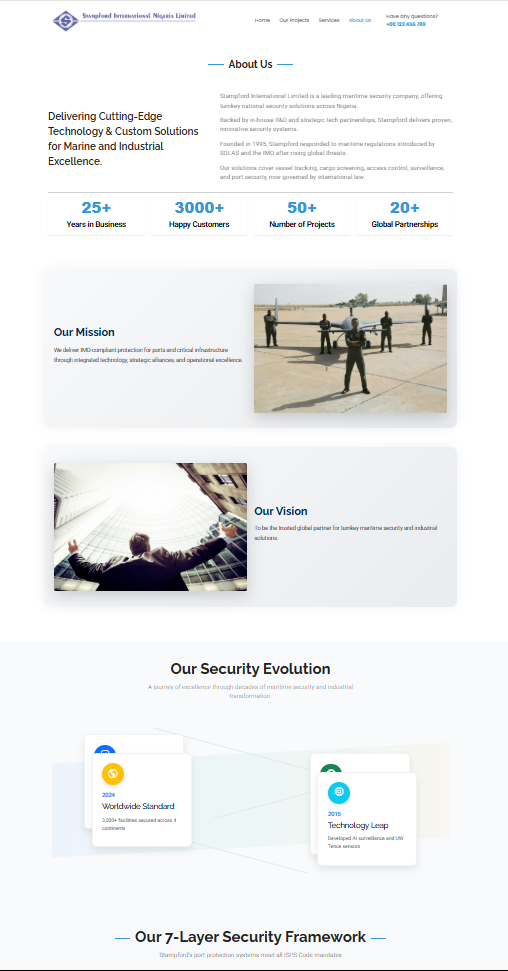 Stampford International Nigeria Limited
Home Our Projects Services About Us
Have any questions?
+00 123 456 789
About Us
Delivering Cutting-Edge
Technology & Custom Solutions
for Marine and Industrial
Excellence.
Stampford International Limited is a leading maritime security company, offering
turnkey national security solutions across Nigeria.
Backed by in-house R&D and strategic tech partnerships, Stampford delivers proven,
innovative security systems.
Founded in 1995, Stampford responded to maritime regulations introduced by
SOLAS and the IMO after rising global threats.
Our solutions cover vessel tracking, cargo screening, access control, surveillance,
and port security, now governed by international law.
25+
Years in Business
3000+
Happy Customers
50+
Number of Projects
20+
Global Partnerships
Our Mission
We deliver IMO-compliant protection for ports and critical infrastructure
through integrated technology, strategic alliances, and operational excellence.
Our Vision
To be the trusted global partner for turnkey maritime security and industrial
solutions.
Our Security Evolution
A journey of excellence through decades of maritime security and industrial
transformation
2024
Worldwide Standard
3,000+ facilities secured across 4
continents
2015
Technology Leap
Developed AI surveillance and UW
Tence sensors
Our 7-Layer Security Framework
Stampford's port protection systems meet all ISPS Code mandates